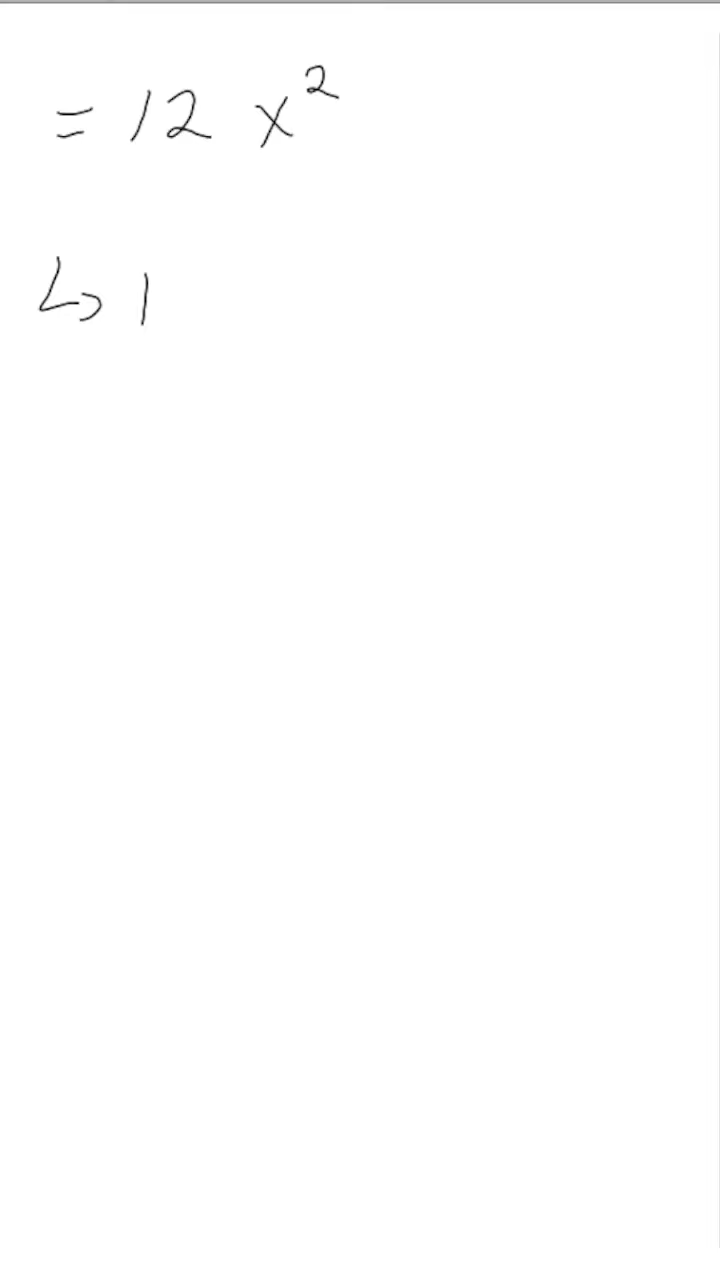 = 12 x²
↳ 1